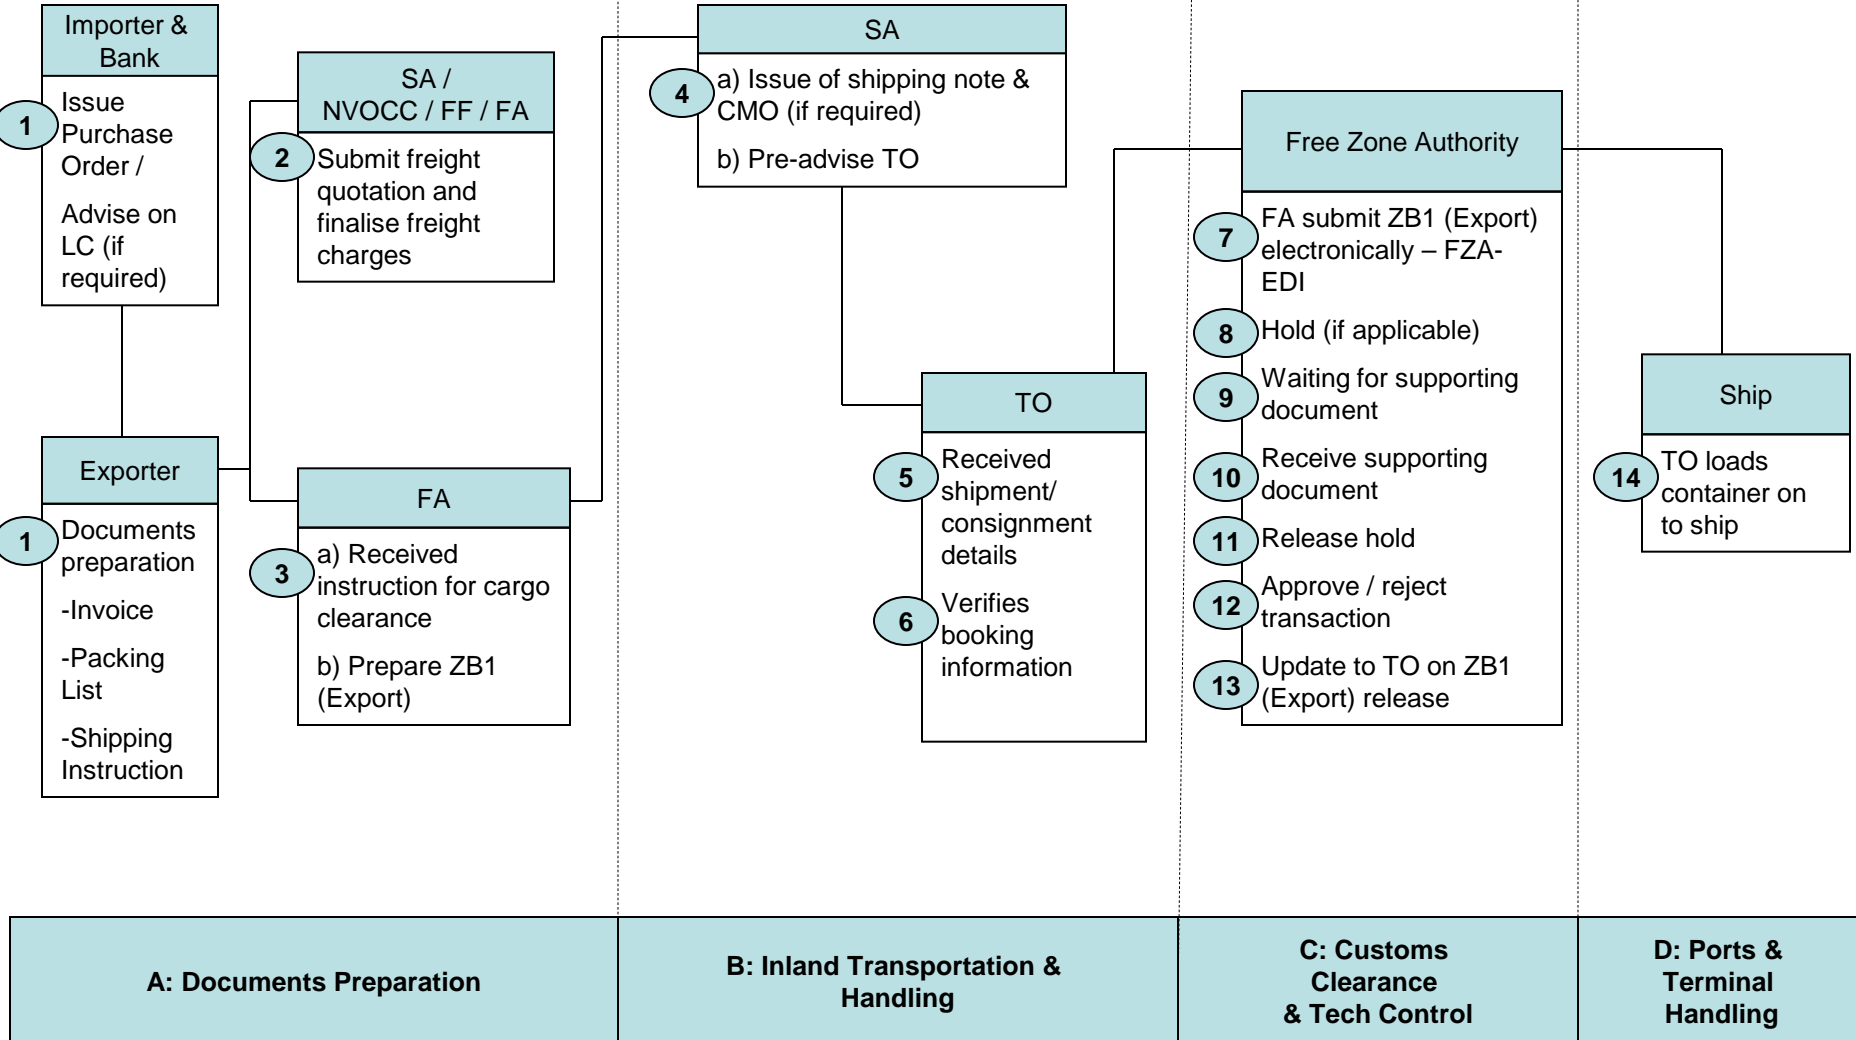 Importer &
Bank
1
Issue
Purchase
Order /
Advise on
LC (if
required)
Exporter
1
Documents
preparation
-Invoice
-Packing
List
-Shipping
Instruction
SA /
NVOCC / FF / FA
2
Submit freight
quotation and
finalise freight
charges
FA
3
a) Received
instruction for cargo
clearance
b) Prepare ZB1
(Export)
SA
4
a) Issue of shipping note &
CMO (if required)
b) Pre-advise TO
TO
5
Received
shipment/
consignment
details
6
Verifies
booking
information
Free Zone Authority
7
FA submit ZB1 (Export)
electronically – FZA-
EDI
8
Hold (if applicable)
9
Waiting for supporting
document
10
Receive supporting
document
11
Release hold
12
Approve / reject
transaction
13
Update to TO on ZB1
(Export) release
Ship
14
TO loads
container on
to ship
A: Documents Preparation
B: Inland Transportation &
Handling
C: Customs
Clearance
& Tech Control
D: Ports &
Terminal
Handling